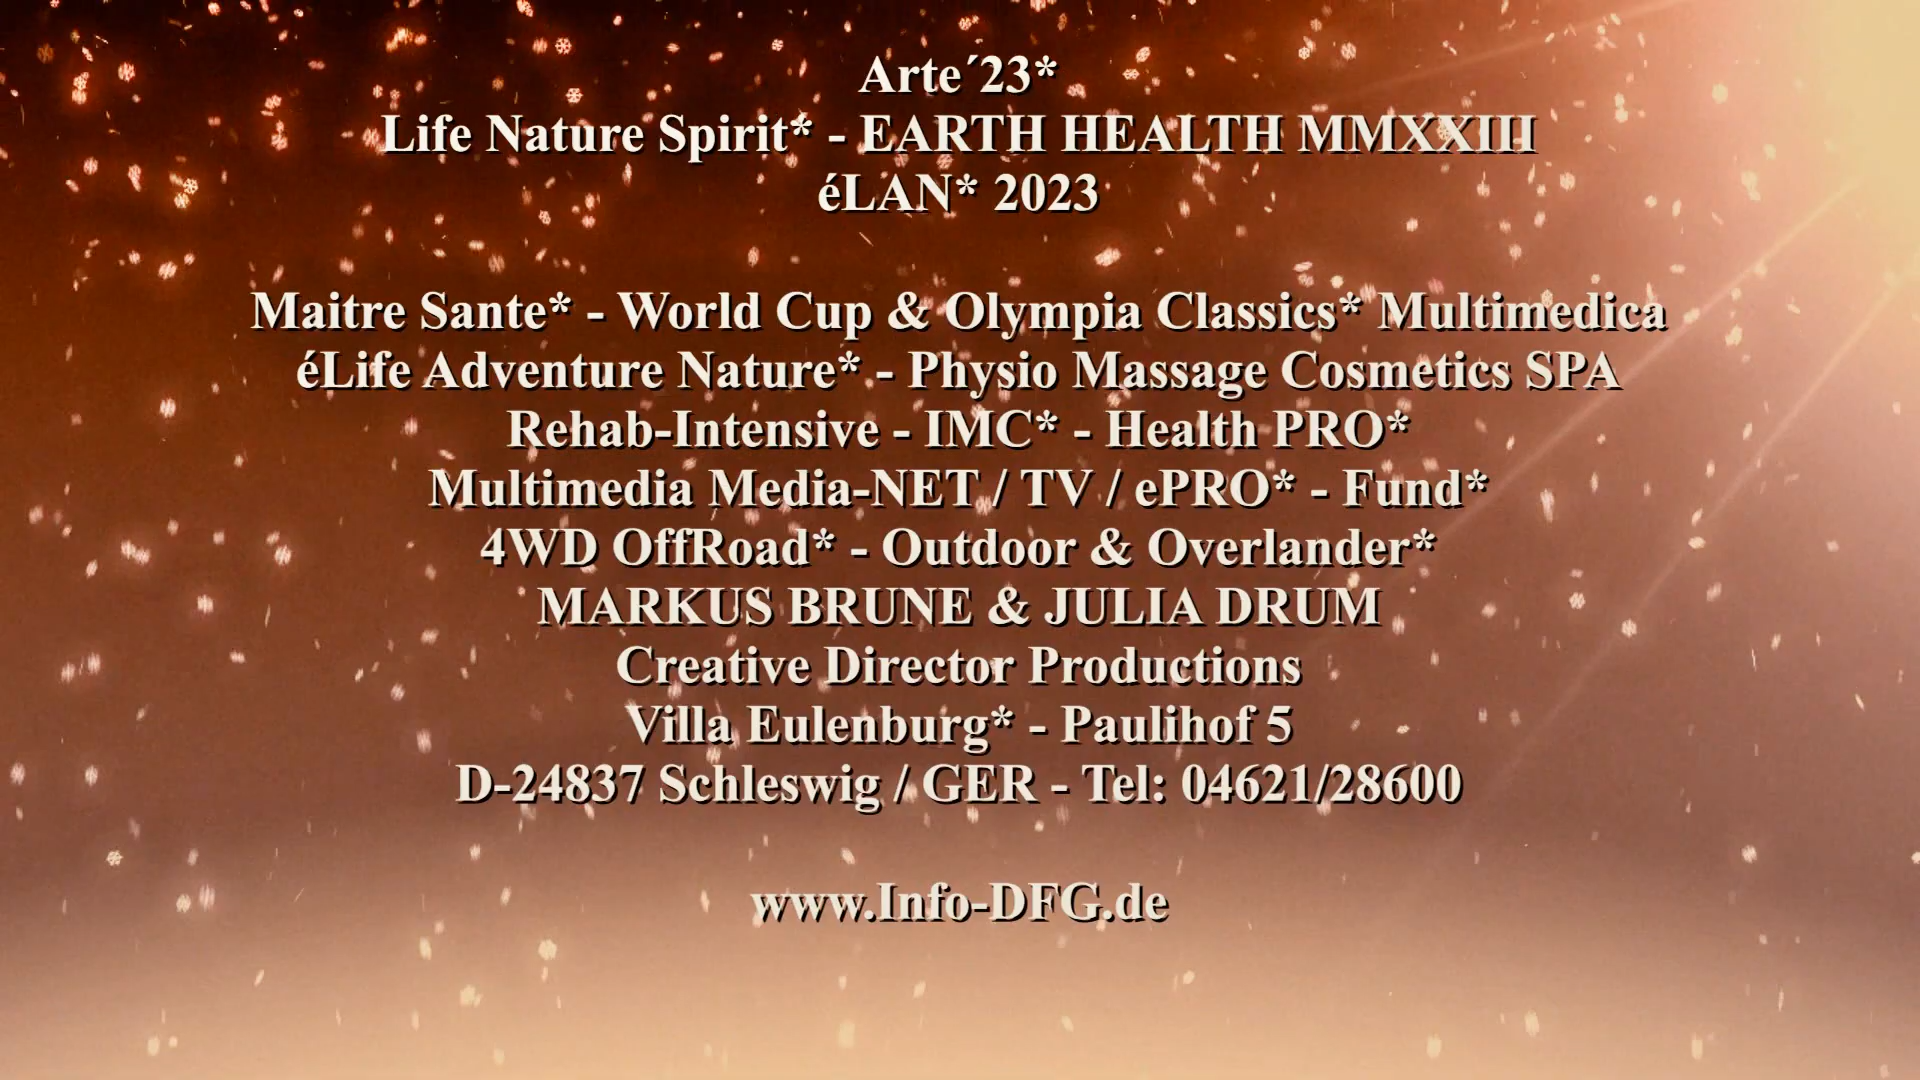 Arte´23*
Life Nature Spirit* - EARTH HEALTH MMXXIII
éLAN* 2023
Maitre Sante* - World Cup & Olympia Classics* Multimedica
éLife Adventure Nature* - Physio Massage Cosmetics SPA
Rehab-Intensive - IMC* - Health PRO*
Multimedia Media-NET / TV / ePRO* - Fund*
4WD OffRoad* - Outdoor & Overlander*
MARKUS BRUNE & JULIA DRUM
Creative Director Productions
Villa Eulenburg* - Paulihof 5
D-24837 Schleswig / GER - Tel: 04621/28600
www.Info-DFG.de